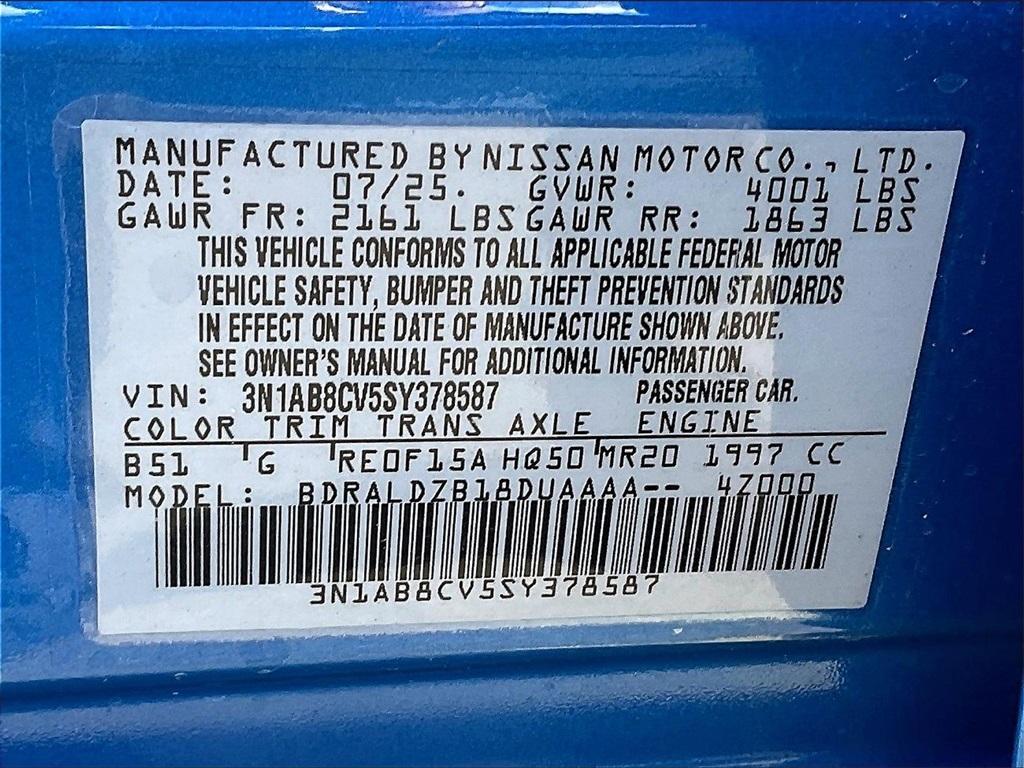 MANUFACTURED BY NISSAN MOTOR CO., LTD.
DATE: 07/25. GVWR: 4001 LBS
GAWR FR: 2161 LBS GAWR RR: 1863 LBS
THIS VEHICLE CONFORMS TO ALL APPLICABLE FEDERAL MOTOR
VEHICLE SAFETY, BUMPER AND THEFT PREVENTION STANDARDS
IN EFFECT ON THE DATE OF MANUFACTURE SHOWN ABOVE.
SEE OWNER'S MANUAL FOR ADDITIONAL INFORMATION.
VIN: 3N1AB8CV5SY378587 PASSENGER CAR.
COLOR TRIM TRANS AXLE ENGINE
B51 G RE0F15A HQ50 MR20 1997 CC
MODEL: BDRALDZB18DUAAAA-- 4Z000
3N1AB8CV5SY378587